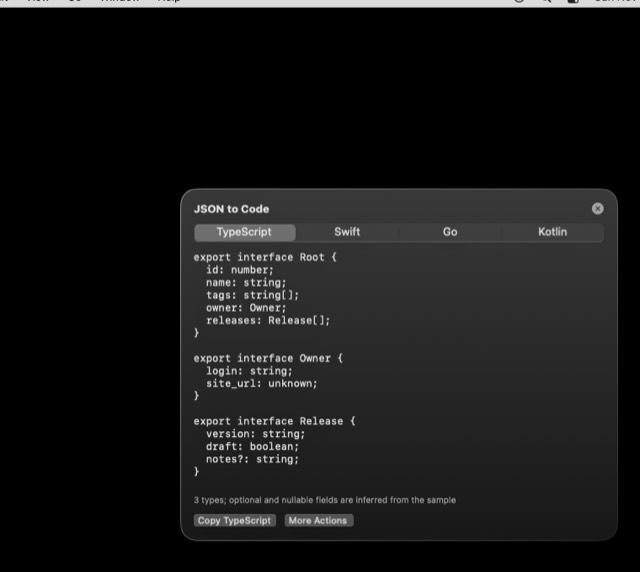 JSON to Code
TypeScript Swift Go Kotlin
export interface Root {
  id: number;
  name: string;
  tags: string[];
  owner: Owner;
  releases: Release[];
}
export interface Owner {
  login: string;
  site_url: unknown;
}
export interface Release {
  version: string;
  draft: boolean;
  notes?: string;
}
3 types; optional and nullable fields are inferred from the sample
Copy TypeScript More Actions